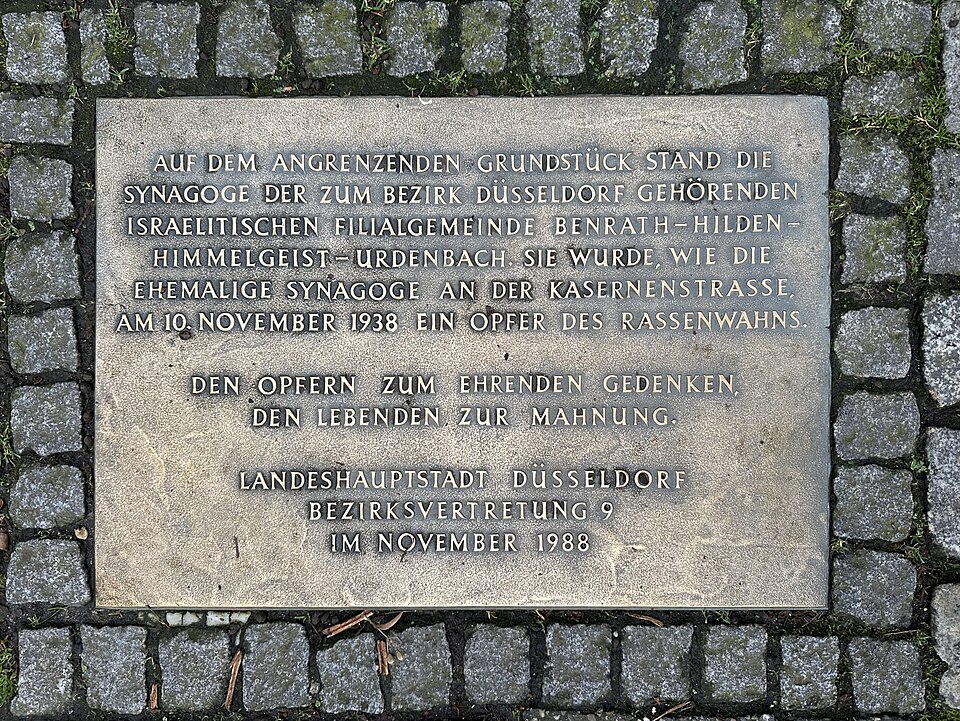 AUF DEM ANGRENZENDEN GRUNDSTÜCK STAND DIE
SYNAGOGE DER ZUM BEZIRK DÜSSELDORF GEHÖRENDEN
ISRAELITISCHEN FILIALGEMEINDE BENRATH-HILDEN-
HIMMELGEIST-URDENBACH. SIE WURDE, WIE DIE
EHEMALIGE SYNAGOGE AN DER KASERNENSTRASSE,
AM 10. NOVEMBER 1938 EIN OPFER DES RASSENWAHNS.
DEN OPFERN ZUM EHRENDEN GEDENKEN,
DEN LEBENDEN ZUR MAHNUNG.
LANDESHAUPTSTADT DÜSSELDORF
BEZIRKSVERTRETUNG 9
IM NOVEMBER 1988